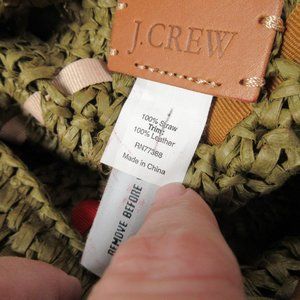 J.CREW
100% Straw
Trim:
100% Leather
RN77388
Made in China
REMOVE BEFORE